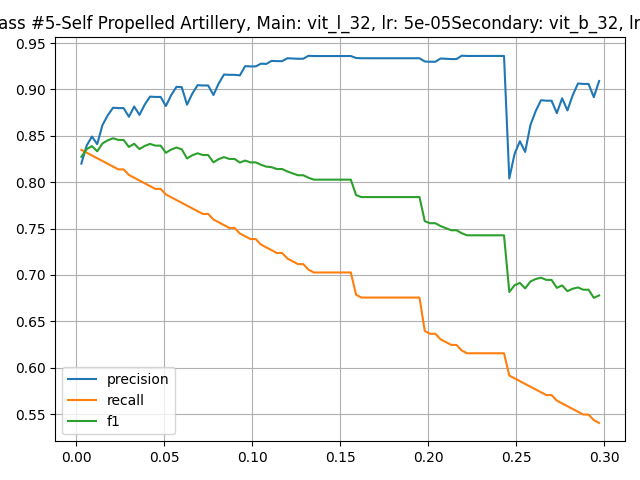 ass #5-Self Propelled Artillery, Main: vit_l_32, lr: 5e-05Secondary: vit_b_32, lr
0.95
0.90
0.85
0.80
0.75
0.70
0.65
0.60
0.55
precision
recall
f1
0.00 0.05 0.10 0.15 0.20 0.25 0.30